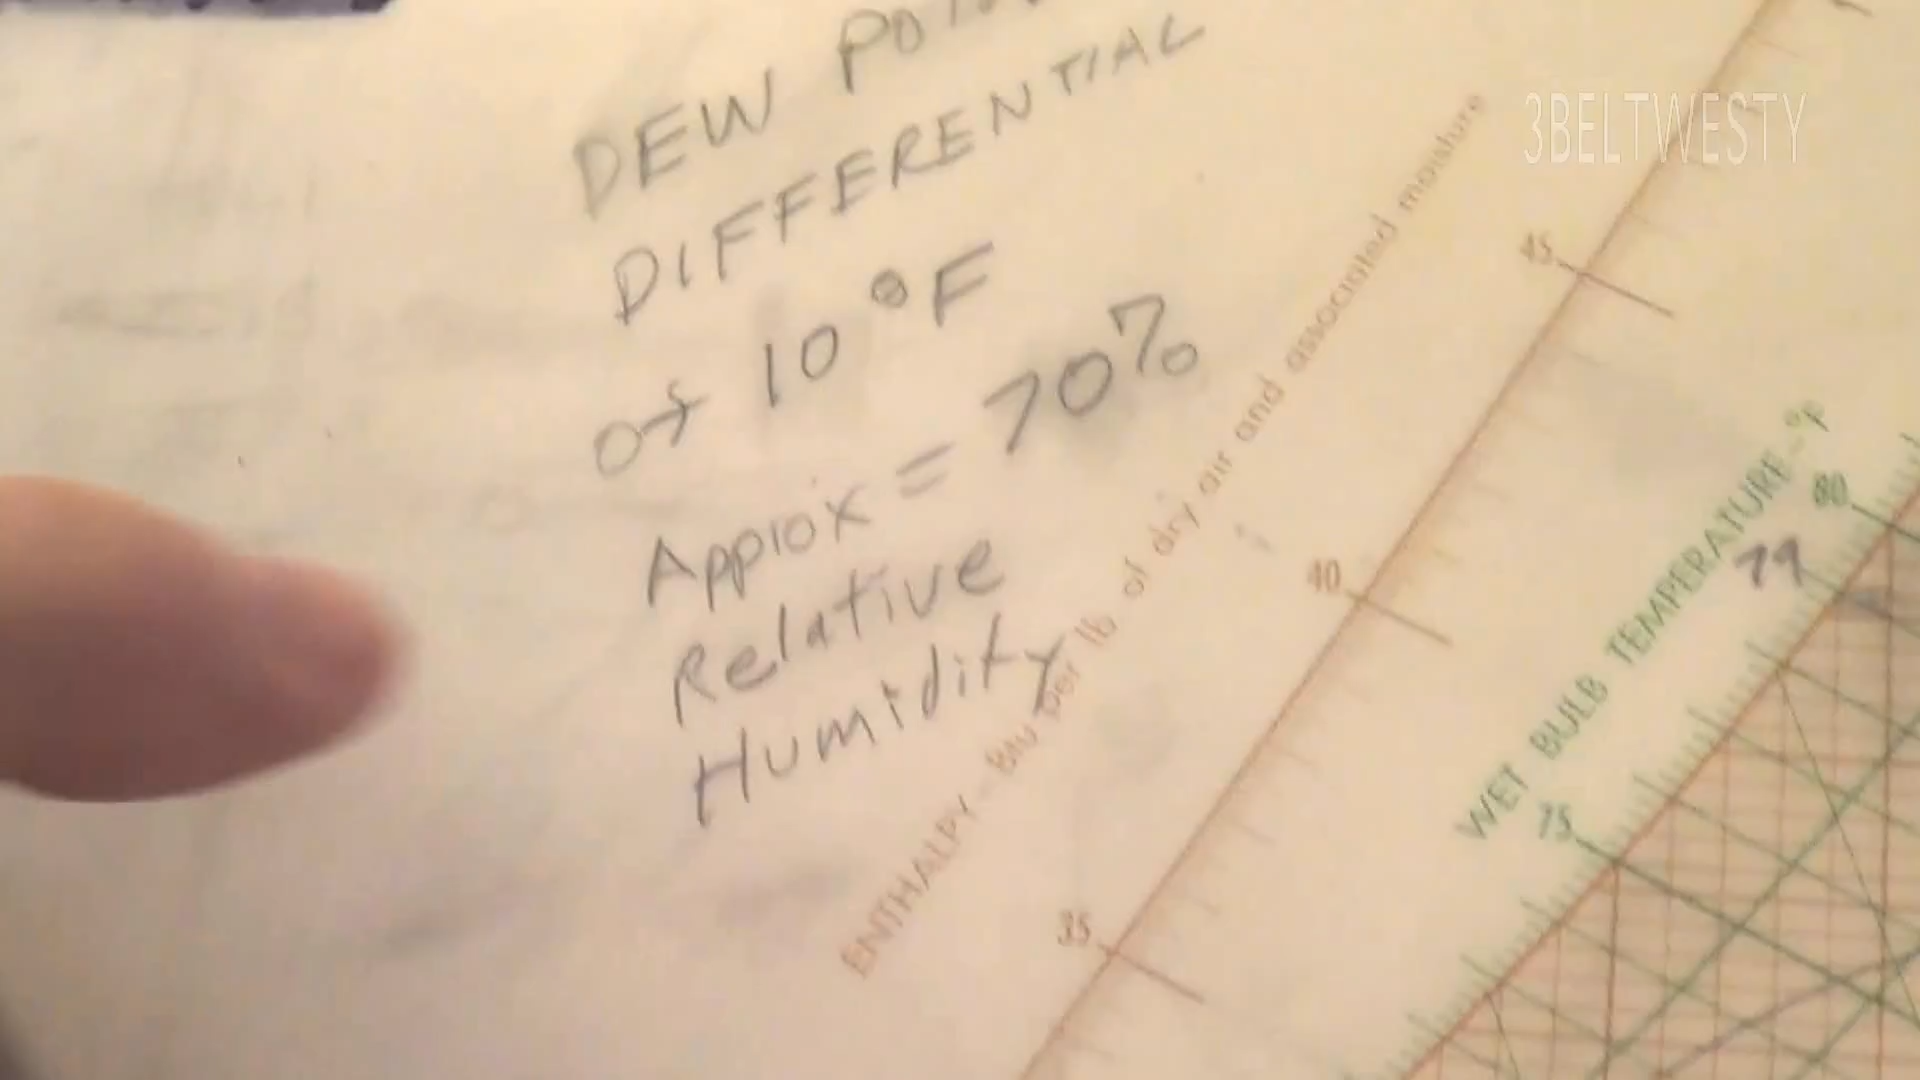 DEW
DIFFERENTIAL
of 10 °F
Approx = 70%
Relative
Humidity
3BELTWESTY
ENTHALPY - Btu per lb. of dry air and associated moisture
45
40
35
WET BULB TEMPERATURE - °F
80
79
75